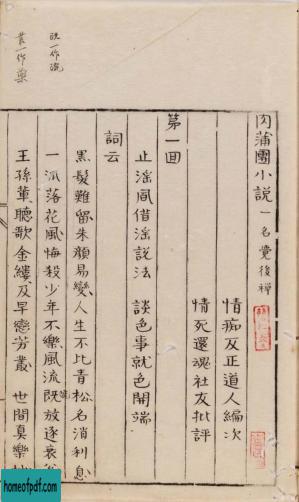 一作流
叢一作藥
肉蒲團小說 一名覺後禪
情痴反正道人編次
情死還魂社友批評
第一回
止淫風借淫說法 談色事就色開端
詞云
黑髮難留朱顏易變人生不比青松名消利息
一派落花風悔殺少年不樂風流既放逐衰
王孫輩聽歌金縷及早戀芳叢 世間真樂
homeofpdf.com